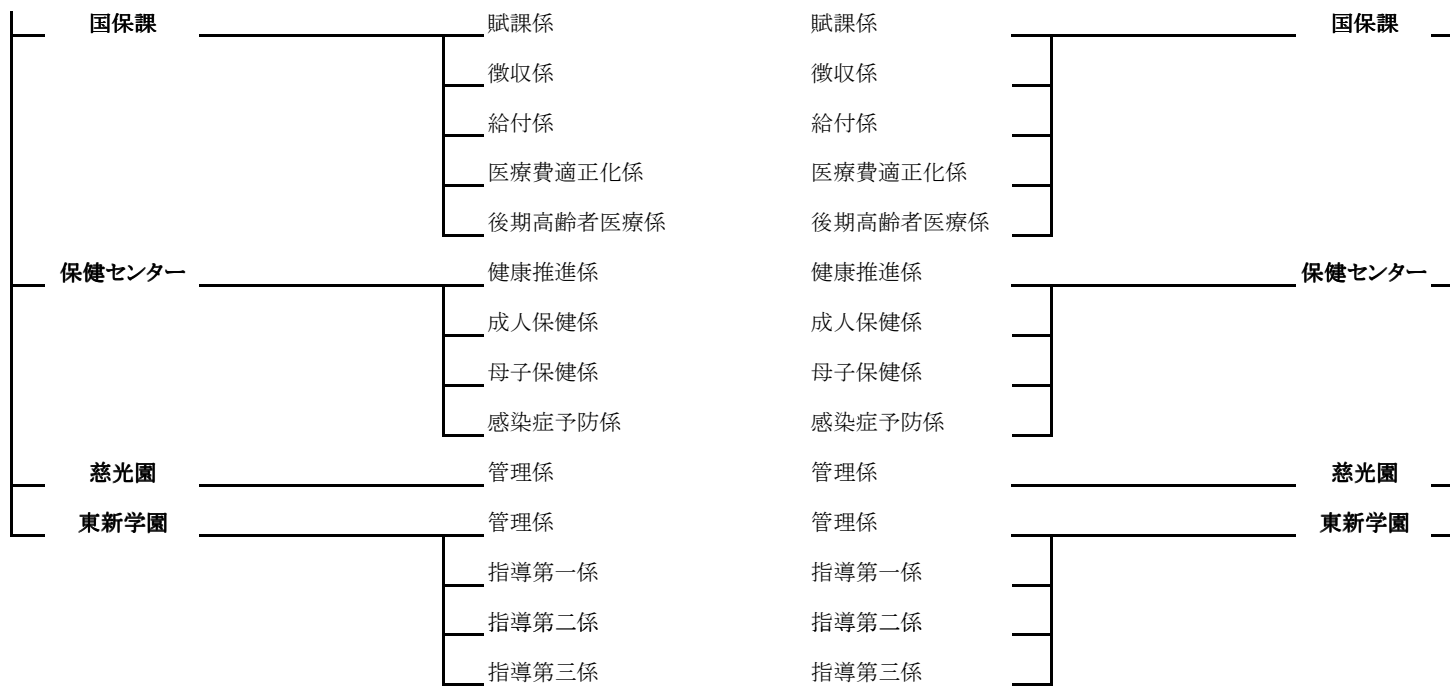 国保課 賦課係 賦課係 国保課
徴収係 徴収係
給付係 給付係
医療費適正化係 医療費適正化係
後期高齢者医療係 後期高齢者医療係
保健センター 健康推進係 健康推進係 保健センター
成人保健係 成人保健係
母子保健係 母子保健係
感染症予防係 感染症予防係
慈光園 管理係 管理係 慈光園
東新学園 管理係 管理係 東新学園
指導第一係 指導第一係
指導第二係 指導第二係
指導第三係 指導第三係